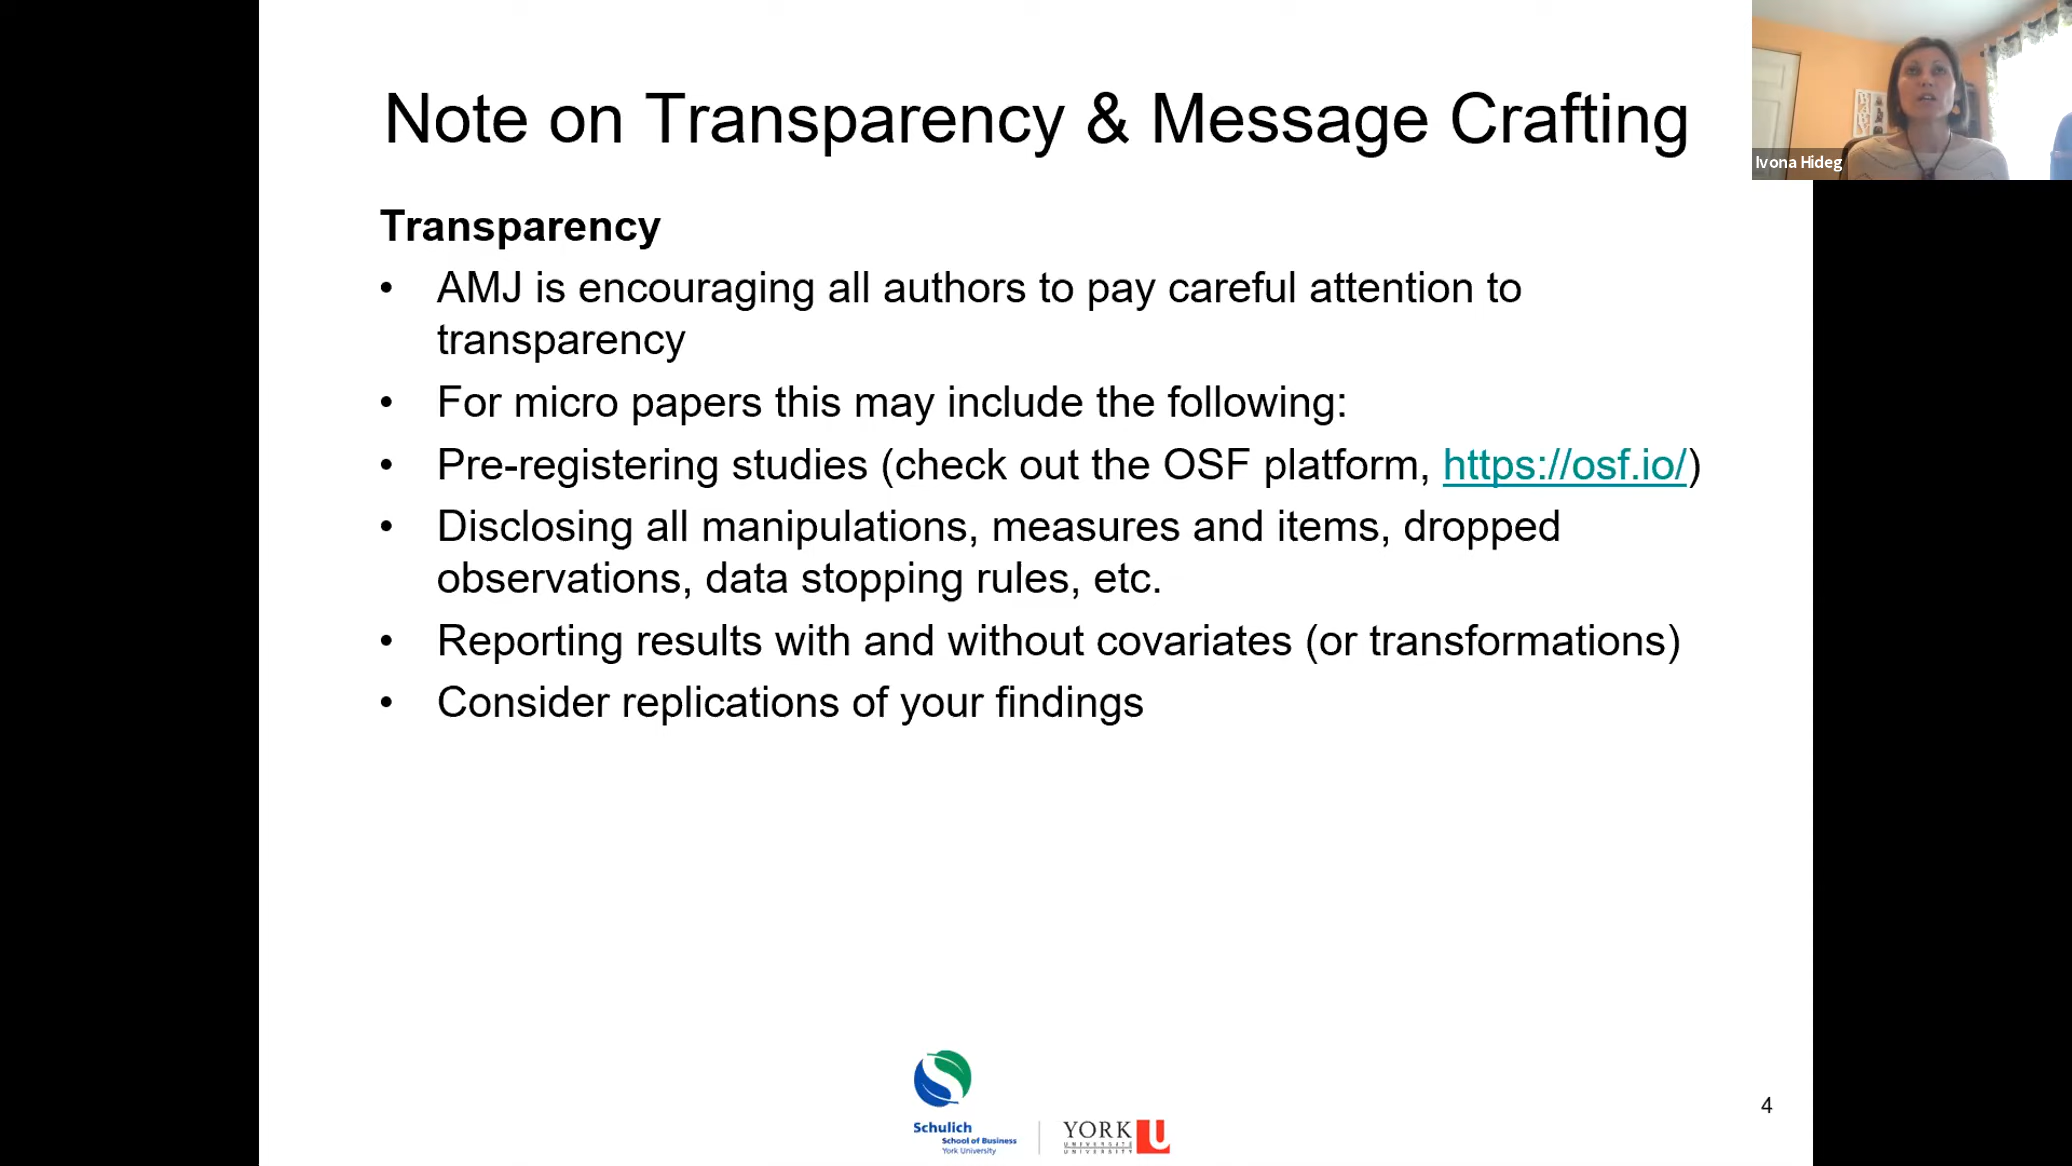 Note on Transparency & Message Crafting
Ivona Hideg
Transparency
• AMJ is encouraging all authors to pay careful attention to
transparency
• For micro papers this may include the following:
• Pre-registering studies (check out the OSF platform, https://osf.io/)
• Disclosing all manipulations, measures and items, dropped
observations, data stopping rules, etc.
• Reporting results with and without covariates (or transformations)
• Consider replications of your findings
4
Schulich
School of Business
York University
YORK U
UNIVERSITÉ
UNIVERSITY